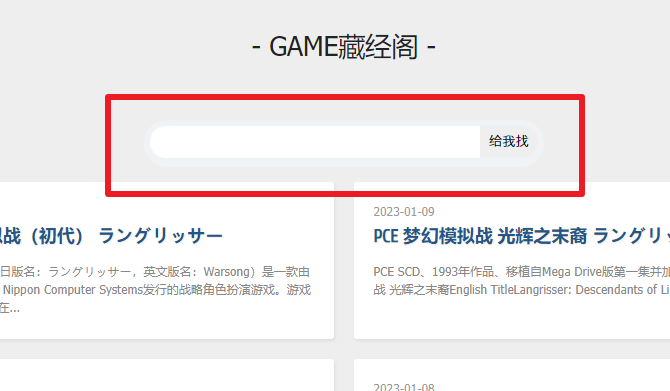 - GAME藏经阁 -
给我找
战（初代） ラングリッサー
日版名：ラングリッサー，英文版名：Warsong）是一款由
Nippon Computer Systems发行的战略角色扮演游戏。游戏
在...
2023-01-09
PCE 梦幻模拟战 光辉之末裔 ラングリッ
PCE SCD、1993年作品、移植自Mega Drive版第一集并加
战 光辉之末裔English TitleLangrisser: Descendants of Li
2023-01-08